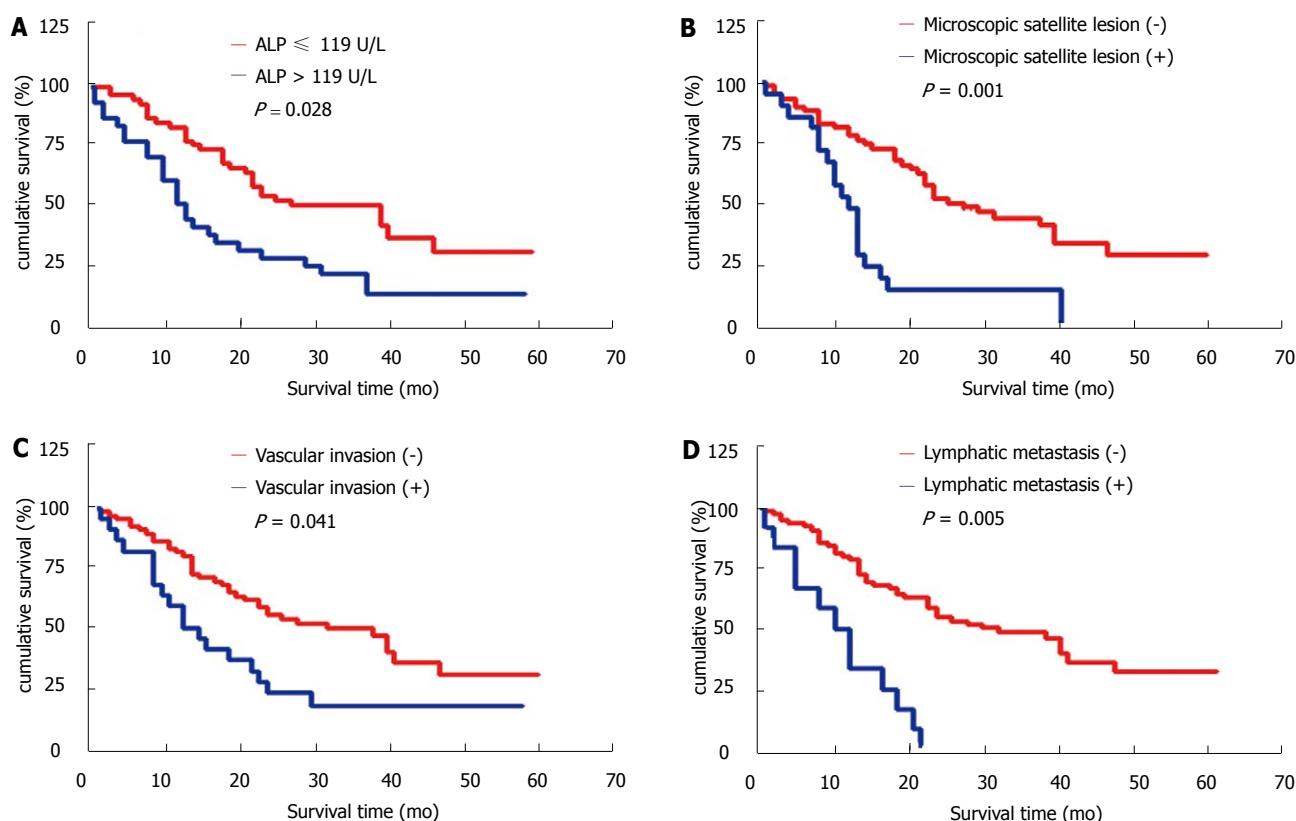 A
125
100
75
50
25
0
cumulative survival (%)
ALP ≤ 119 U/L
ALP > 119 U/L
P = 0.028
0 10 20 30 40 50 60 70
Survival time (mo)
B
125
100
75
50
25
0
cumulative survival (%)
Microscopic satellite lesion (-)
Microscopic satellite lesion (+)
P = 0.001
0 10 20 30 40 50 60 70
Survival time (mo)
C
125
100
75
50
25
0
cumulative survival (%)
Vascular invasion (-)
Vascular invasion (+)
P = 0.041
0 10 20 30 40 50 60 70
Survival time (mo)
D
125
100
75
50
25
0
cumulative survival (%)
Lymphatic metastasis (-)
Lymphatic metastasis (+)
P = 0.005
0 10 20 30 40 50 60 70
Survival time (mo)